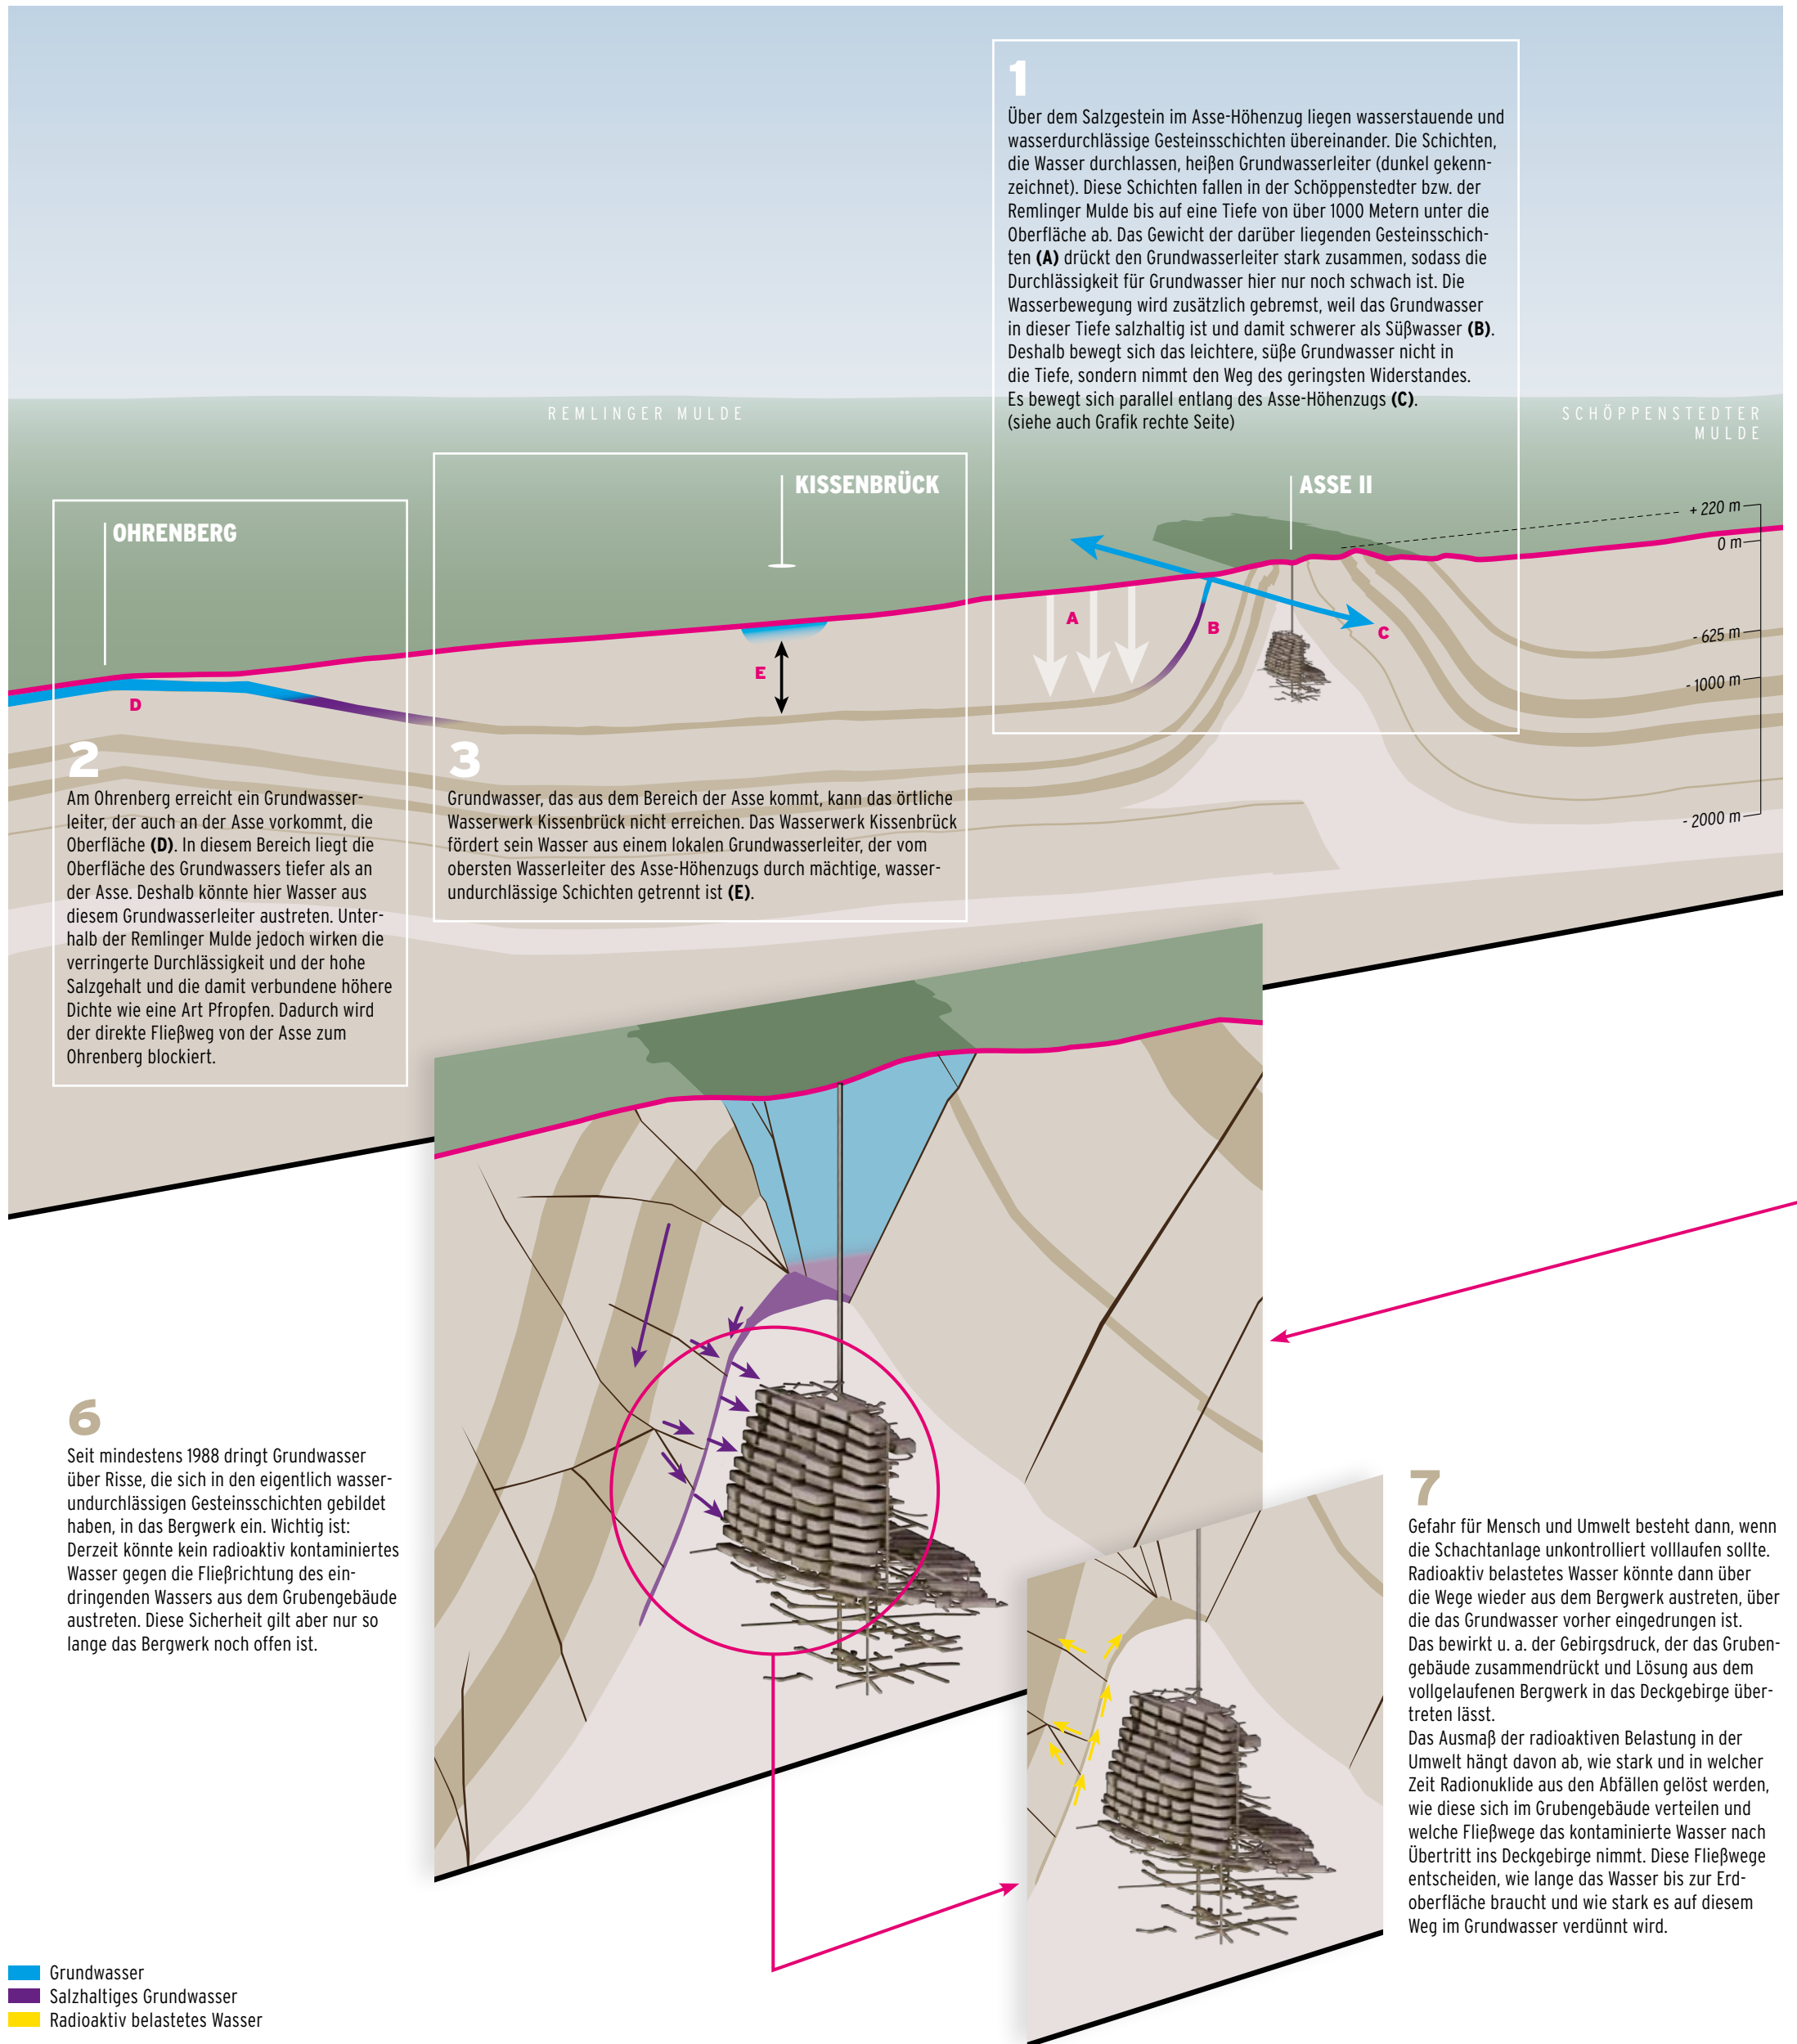 1
Über dem Salzgestein im Asse-Höhenzug liegen wasserstauende und
wasserdurchlässige Gesteinsschichten übereinander. Die Schichten,
die Wasser durchlassen, heißen Grundwasserleiter (dunkel gekenn-
zeichnet). Diese Schichten fallen in der Schöppenstedter bzw. der
Remlinger Mulde bis auf eine Tiefe von über 1000 Metern unter die
Oberfläche ab. Das Gewicht der darüber liegenden Gesteinsschich-
ten (A) drückt den Grundwasserleiter stark zusammen, sodass die
Durchlässigkeit für Grundwasser hier nur noch schwach ist. Die
Wasserbewegung wird zusätzlich gebremst, weil das Grundwasser
in dieser Tiefe salzhaltig ist und damit schwerer als Süßwasser (B).
Deshalb bewegt sich das leichtere, süße Grundwasser nicht in
die Tiefe, sondern nimmt den Weg des geringsten Widerstandes.
Es bewegt sich parallel entlang des Asse-Höhenzugs (C).
(siehe auch Grafik rechte Seite)
REMLINGER MULDE
SCHÖPPENSTEDTER
MULDE
OHRENBERG
KISSENBRÜCK
ASSE II
+ 220 m
0 m
- 625 m
- 1000 m
- 2000 m
A
B
C
D
E
2
Am Ohrenberg erreicht ein Grundwasser-
leiter, der auch an der Asse vorkommt, die
Oberfläche (D). In diesem Bereich liegt die
Oberfläche des Grundwassers tiefer als an
der Asse. Deshalb könnte hier Wasser aus
diesem Grundwasserleiter austreten. Unter-
halb der Remlinger Mulde jedoch wirken die
verringerte Durchlässigkeit und der hohe
Salzgehalt und die damit verbundene höhere
Dichte wie eine Art Pfropfen. Dadurch wird
der direkte Fließweg von der Asse zum
Ohrenberg blockiert.
3
Grundwasser, das aus dem Bereich der Asse kommt, kann das örtliche
Wasserwerk Kissenbrück nicht erreichen. Das Wasserwerk Kissenbrück
fördert sein Wasser aus einem lokalen Grundwasserleiter, der vom
obersten Wasserleiter des Asse-Höhenzugs durch mächtige, wasser-
undurchlässige Schichten getrennt ist (E).
6
Seit mindestens 1988 dringt Grundwasser
über Risse, die sich in den eigentlich wasser-
undurchlässigen Gesteinsschichten gebildet
haben, in das Bergwerk ein. Wichtig ist:
Derzeit könnte kein radioaktiv kontaminiertes
Wasser gegen die Fließrichtung des ein-
dringenden Wassers aus dem Grubengebäude
austreten. Diese Sicherheit gilt aber nur so
lange das Bergwerk noch offen ist.
7
Gefahr für Mensch und Umwelt besteht dann, wenn
die Schachtanlage unkontrolliert volllaufen sollte.
Radioaktiv belastetes Wasser könnte dann über
die Wege wieder aus dem Bergwerk austreten, über
die das Grundwasser vorher eingedrungen ist.
Das bewirkt u. a. der Gebirgsdruck, der das Gruben-
gebäude zusammendrückt und Lösung aus dem
vollgelaufenen Bergwerk in das Deckgebirge über-
treten lässt.
Das Ausmaß der radioaktiven Belastung in der
Umwelt hängt davon ab, wie stark und in welcher
Zeit Radionuklide aus den Abfällen gelöst werden,
wie diese sich im Grubengebäude verteilen und
welche Fließwege das kontaminierte Wasser nach
Übertritt ins Deckgebirge nimmt. Diese Fließwege
entscheiden, wie lange das Wasser bis zur Erd-
oberfläche braucht und wie stark es auf diesem
Weg im Grundwasser verdünnt wird.
Grundwasser
Salzhaltiges Grundwasser
Radioaktiv belastetes Wasser